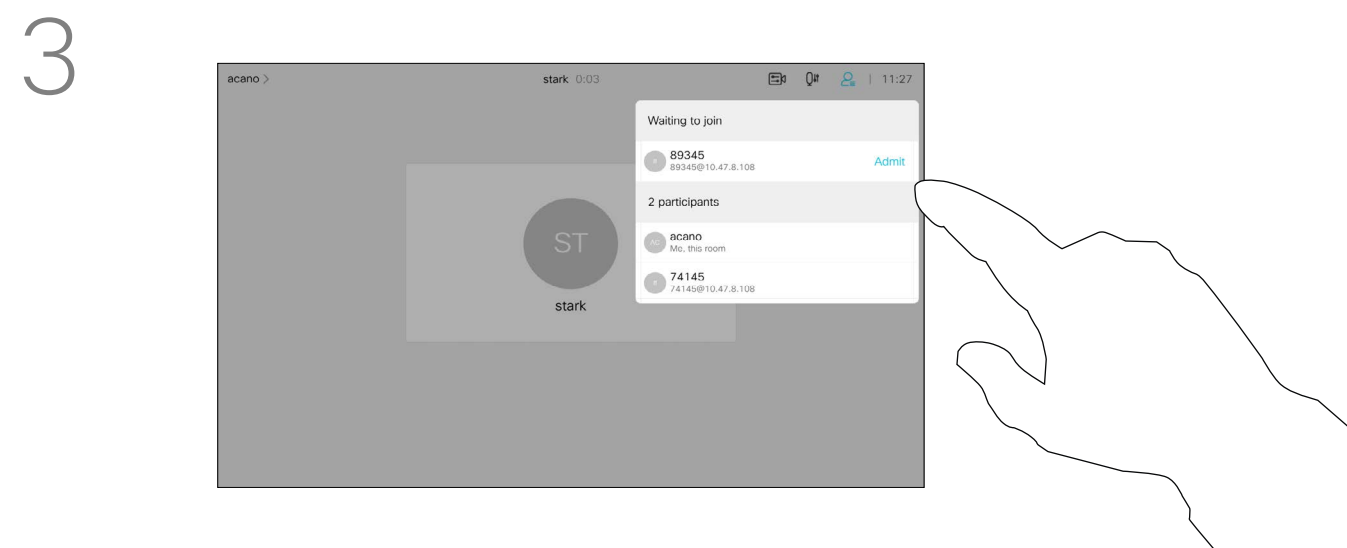 3
acano >
stark 0:03
| 11:27
Waiting to join
89345
Admit
89345@10.47.8.108
2 participants
AC
acano
Me, this room
74145
74145@10.47.8.108
ST
stark